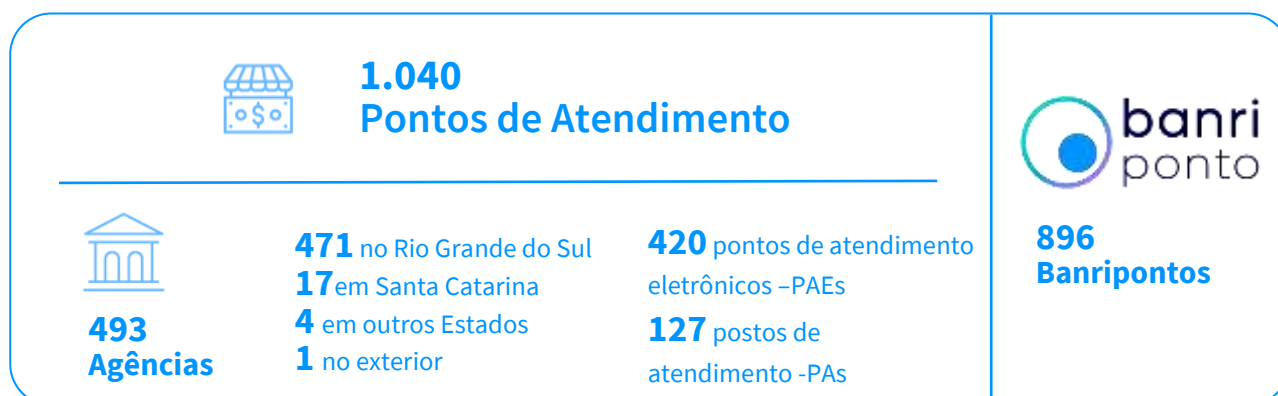 1.040
Pontos de Atendimento
493
Agências
471 no Rio Grande do Sul
17em Santa Catarina
4 em outros Estados
1 no exterior
420 pontos de atendimento
eletrônicos –PAEs
127 postos de
atendimento -PAs
banri
ponto
896
Banripontos